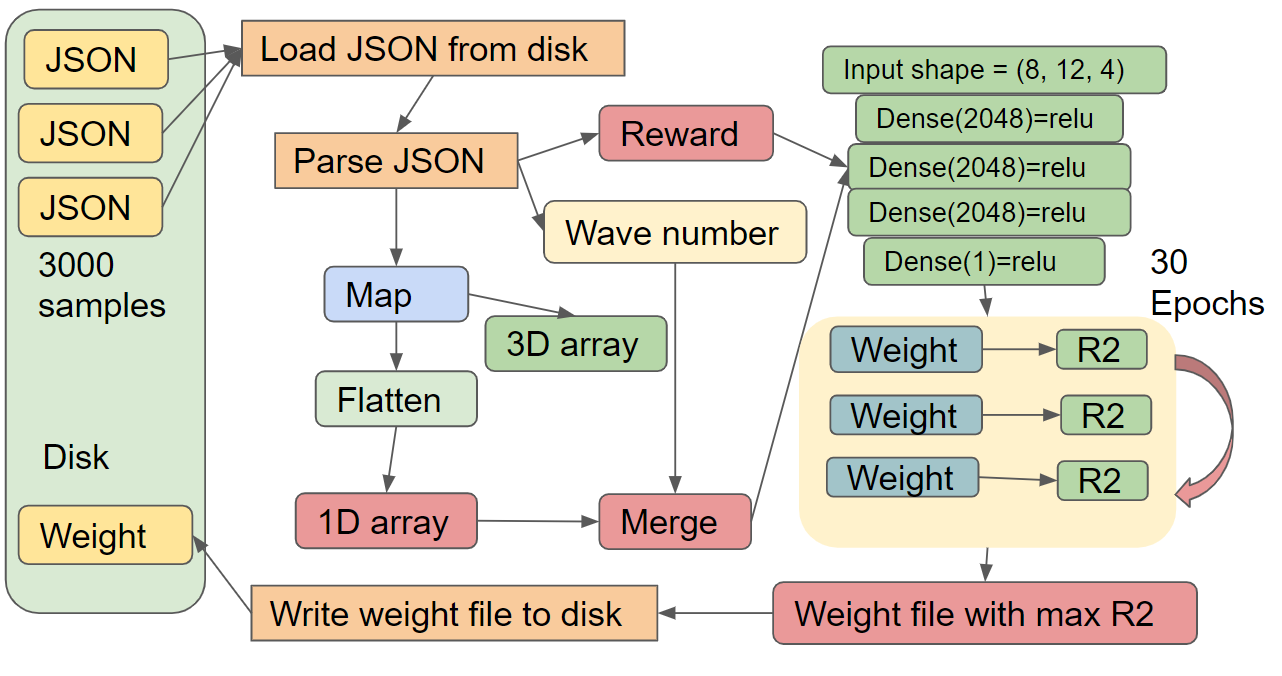 JSON
JSON
JSON
3000
samples
Disk
Weight
Load JSON from disk
Parse JSON
Reward
Wave number
Map
3D array
Flatten
1D array
Merge
Input shape = (8, 12, 4)
Dense(2048)=relu
Dense(2048)=relu
Dense(2048)=relu
Dense(1)=relu
30
Epochs
Weight
R2
Weight
R2
Weight
R2
Weight file with max R2
Write weight file to disk